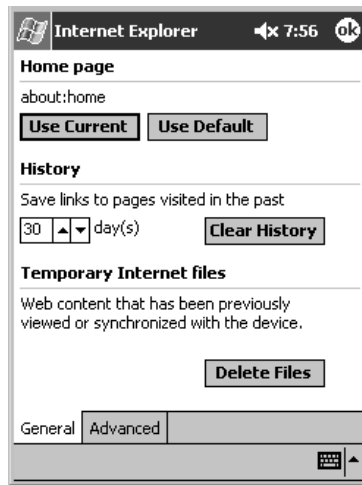 Internet Explorer 7:56 ok
Home page
about:home
Use Current Use Default
History
Save links to pages visited in the past
30 day(s) Clear History
Temporary Internet files
Web content that has been previously
viewed or synchronized with the device.
Delete Files
General Advanced